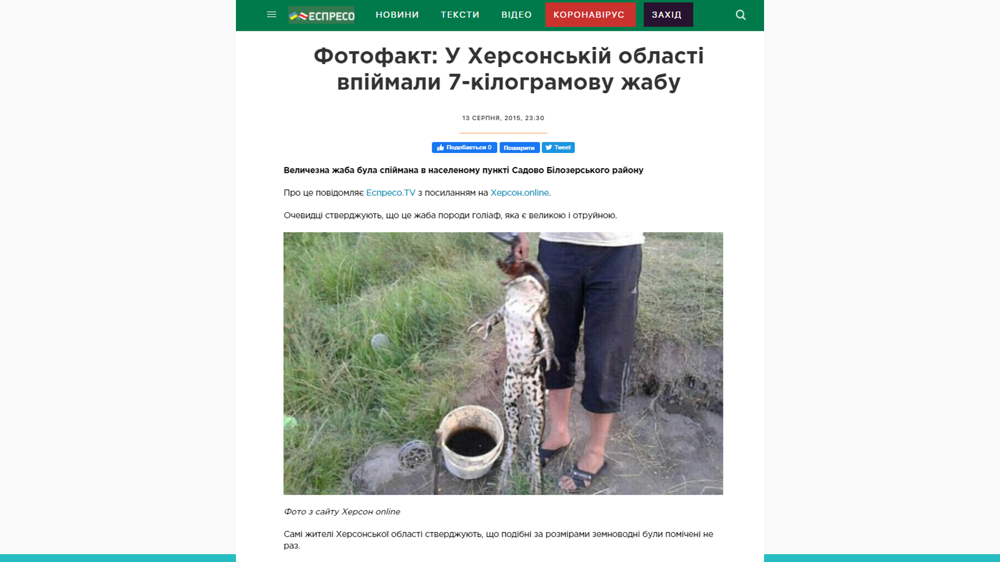 ЕСПРЕСО НОВИНИ ТЕКСТИ ВІДЕО КОРОНАВІРУС ЗАХІД
Фотофакт: У Херсонській області
впіймали 7-кілограмову жабу
13 СЕРПНЯ, 2015, 23:30
Подобається 0 Поширити Tweet
Величезна жаба була спіймана в населеному пункті Садово Білозерського району
Про це повідомляє Еспресо.TV з посиланням на Херсон.online.
Очевидці стверджують, що це жаба породи голіаф, яка є великою і отруйною.
Фото з сайту Херсон online
Самі жителі Херсонської області стверджують, що подібні за розмірами земноводні були помічені не
раз.